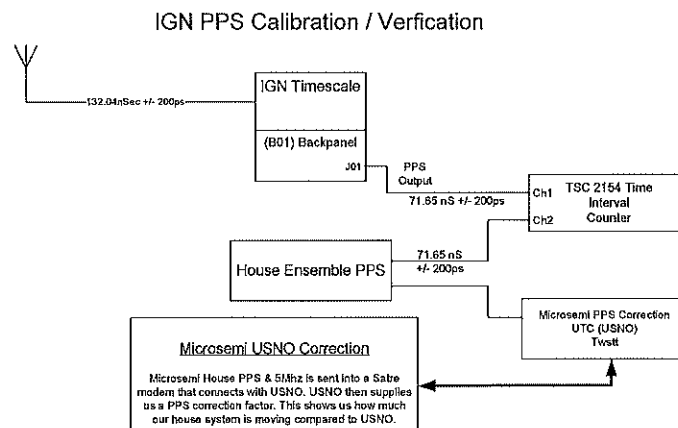 IGN PPS Calibration / Verfication
IGN Timescale
132.04nSec +/- 200ps
(B01) Backpanel
J01
PPS
Output
71.65 nS +/- 200ps
Ch1
Ch2
TSC 2154 Time
Interval
Counter
71.65 nS
+/- 200ps
House Ensemble PPS
Microsemi PPS Correction
UTC (USNO)
Twstt
Microsemi USNO Correction
Microsemi House PPS & 5Mhz is sent into a Satre
modem that connects with USNO. USNO then supplies
us a PPS correction factor. This shows us how much
our house system is moving compared to USNO.